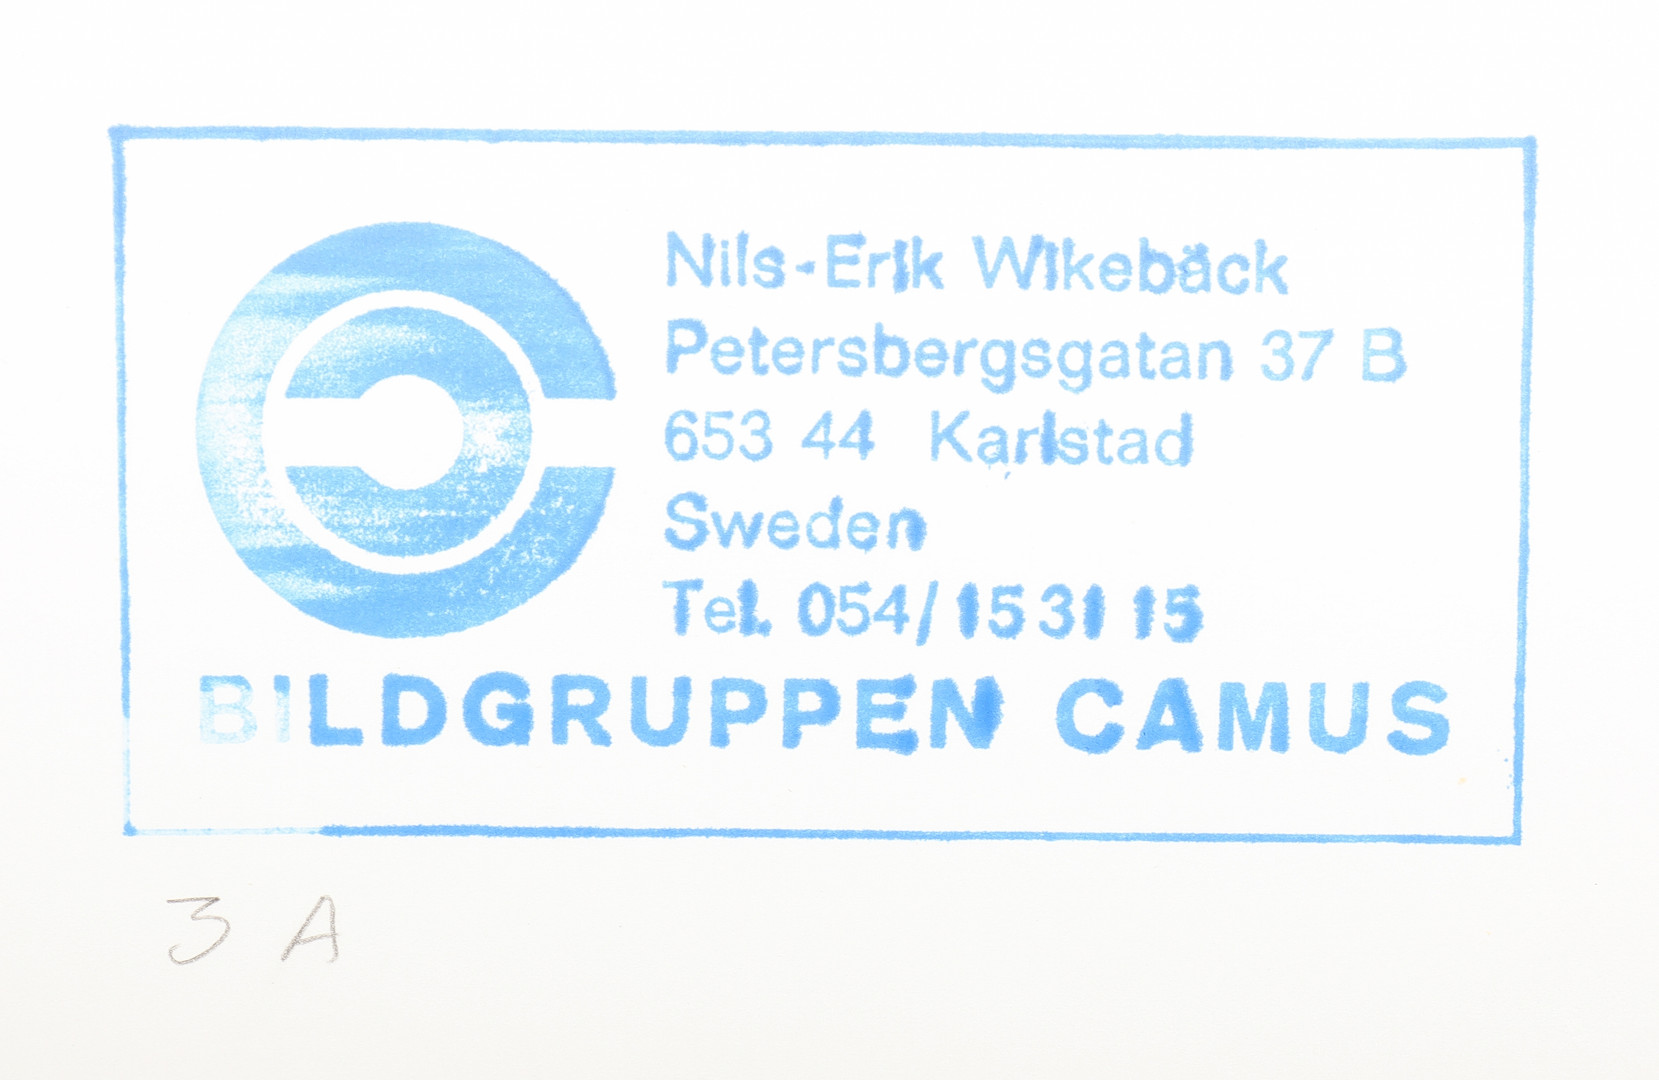 Nils-Erik Wikebäck
Petersbergsgatan 37 B
653 44 Karlstad
Sweden
Tel. 054/15 31 15
BILDGRUPPEN CAMUS
3 A